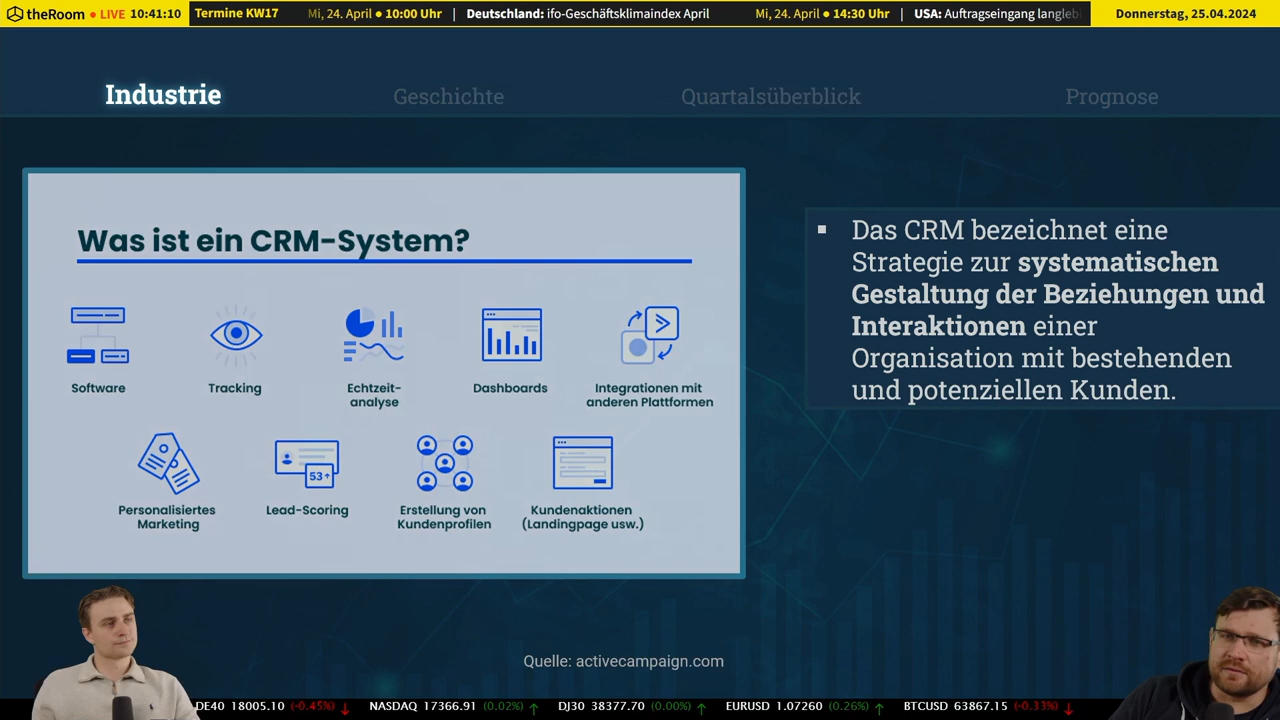 theRoom ● LIVE 10:41:10
Termine KW17
Mi, 24. April ● 10:00 Uhr | Deutschland: ifo-Geschäftsklimaindex April
Mi, 24. April ● 14:30 Uhr | USA: Auftragseingang langleb
Donnerstag, 25.04.2024
Industrie
Geschichte
Quartalsüberblick
Prognose
Was ist ein CRM-System?
Software
Tracking
Echtzeit-
analyse
Dashboards
Integrationen mit
anderen Plattformen
53+
Personalisiertes
Marketing
Lead-Scoring
Erstellung von
Kundenprofilen
Kundenaktionen
(Landingpage usw.)
▪ Das CRM bezeichnet eine
Strategie zur systematischen
Gestaltung der Beziehungen und
Interaktionen einer
Organisation mit bestehenden
und potenziellen Kunden.
Quelle: activecampaign.com
DE40 18005.10 (-0.45%) ↓ NASDAQ 17366.91 (0.02%) ↑ DJ30 38377.70 (0.00%) ↑ EURUSD 1.07260 (0.26%) ↑ BTCUSD 63867.15 (-0.33%) ↓